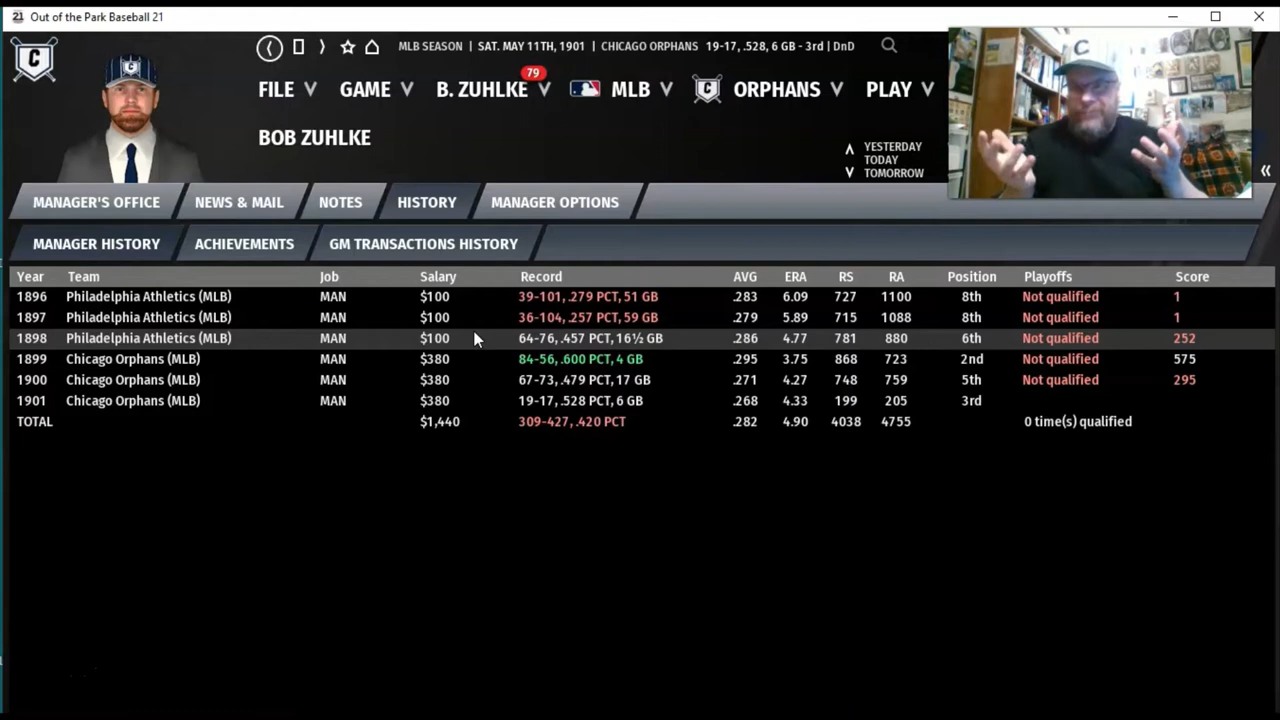 21 Out of the Park Baseball 21
MLB SEASON | SAT. MAY 11TH, 1901 | CHICAGO ORPHANS 19-17, .528, 6 GB - 3rd | DnD
C
79
FILE GAME B. ZUHLKE MLB C ORPHANS PLAY
BOB ZUHLKE
YESTERDAY
TODAY
TOMORROW
MANAGER'S OFFICE NEWS & MAIL NOTES HISTORY MANAGER OPTIONS
MANAGER HISTORY ACHIEVEMENTS GM TRANSACTIONS HISTORY
Year Team Job Salary Record AVG ERA RS RA Position Playoffs Score
1896 Philadelphia Athletics (MLB) MAN $100 39-101, .279 PCT, 51 GB .283 6.09 727 1100 8th Not qualified 1
1897 Philadelphia Athletics (MLB) MAN $100 36-104, .257 PCT, 59 GB .279 5.89 715 1088 8th Not qualified 1
1898 Philadelphia Athletics (MLB) MAN $100 64-76, .457 PCT, 16½ GB .286 4.77 781 880 6th Not qualified 252
1899 Chicago Orphans (MLB) MAN $380 84-56, .600 PCT, 4 GB .295 3.75 868 723 2nd Not qualified 575
1900 Chicago Orphans (MLB) MAN $380 67-73, .479 PCT, 17 GB .271 4.27 748 759 5th Not qualified 295
1901 Chicago Orphans (MLB) MAN $380 19-17, .528 PCT, 6 GB .268 4.33 199 205 3rd
TOTAL $1,440 309-427, .420 PCT .282 4.90 4038 4755 0 time(s) qualified